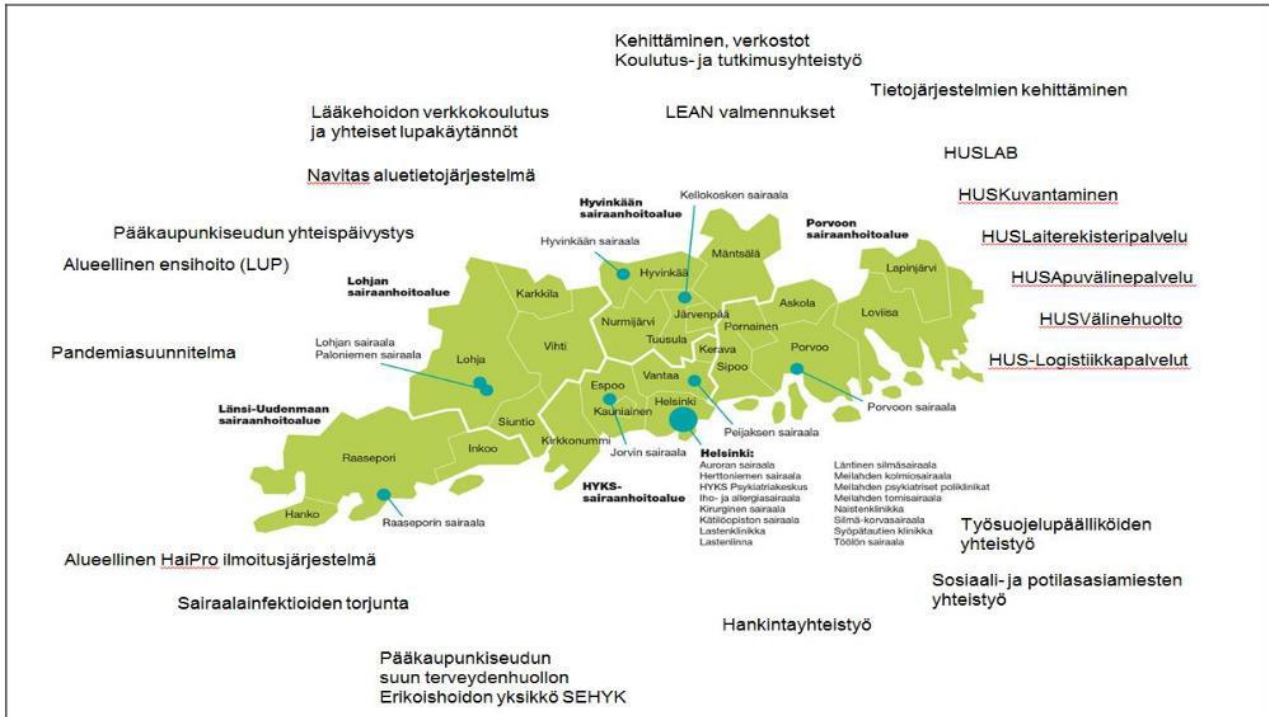 Kehittäminen, verkostot
Koulutus- ja tutkimusyhteistyö
Tietojärjestelmien kehittäminen
Lääkehoidon verkkokoulutus
ja yhteiset lupakäytännöt
LEAN valmennukset
HUSLAB
Navitas aluetietojärjestelmä
Kellokosken sairaala
HUSKuvantaminen
Hyvinkään
sairaanhoitoalue
Porvoon
sairaanhoitoalue
Pääkaupunkiseudun yhteispäivystys
Hyvinkään sairaala
HUSLaiterekisteripalvelu
Alueellinen ensihoito (LUP)
Mäntsälä
Hyvinkää
Lapinjärvi
Lohjan
sairaanhoitoalue
Karkkila
HUSApuvälinepalvelu
Askola
Loviisa
Järvenpää
Nurmijärvi
Pornainen
HUSVälinehuolto
Tuusula
Lohjan sairaala
Paloniemen sairaala
Vihti
Kerava
Porvoo
Pandemiasuunnitelma
Lohja
Sipoo
HUS-Logistiikkapalvelut
Vantaa
Espoo
Helsinki
Kauniainen
Porvoon sairaala
Länsi-Uudenmaan
sairaanhoitoalue
Siuntio
Peijaksen sairaala
Kirkkonummi
Inkoo
Jorvin sairaala
Raasepori
HYKS-
sairaanhoitoalue
Helsinki:
Auroran sairaala
Herttoniemen sairaala
HYKS Psykiatriakeskus
Iho- ja allergiasairaala
Kirurginen sairaala
Kätilöopiston sairaala
Lastenklinikka
Lastenlinna
Läntinen silmäsairaala
Meilahden kolmiosairaala
Meilahden psykiatriset poliklinikat
Meilahden tornisairaala
Naistenklinikka
Silmä-korvasairaala
Syöpätautien klinikka
Töölön sairaala
Hanko
Raaseporin sairaala
Työsuojelupäälliköiden
yhteistyö
Alueellinen HaiPro ilmoitusjärjestelmä
Sosiaali- ja potilasasiamiesten
yhteistyö
Sairaalainfektioiden torjunta
Hankintayhteistyö
Pääkaupunkiseudun
suun terveydenhuollon
Erikoishoidon yksikkö SEHYK